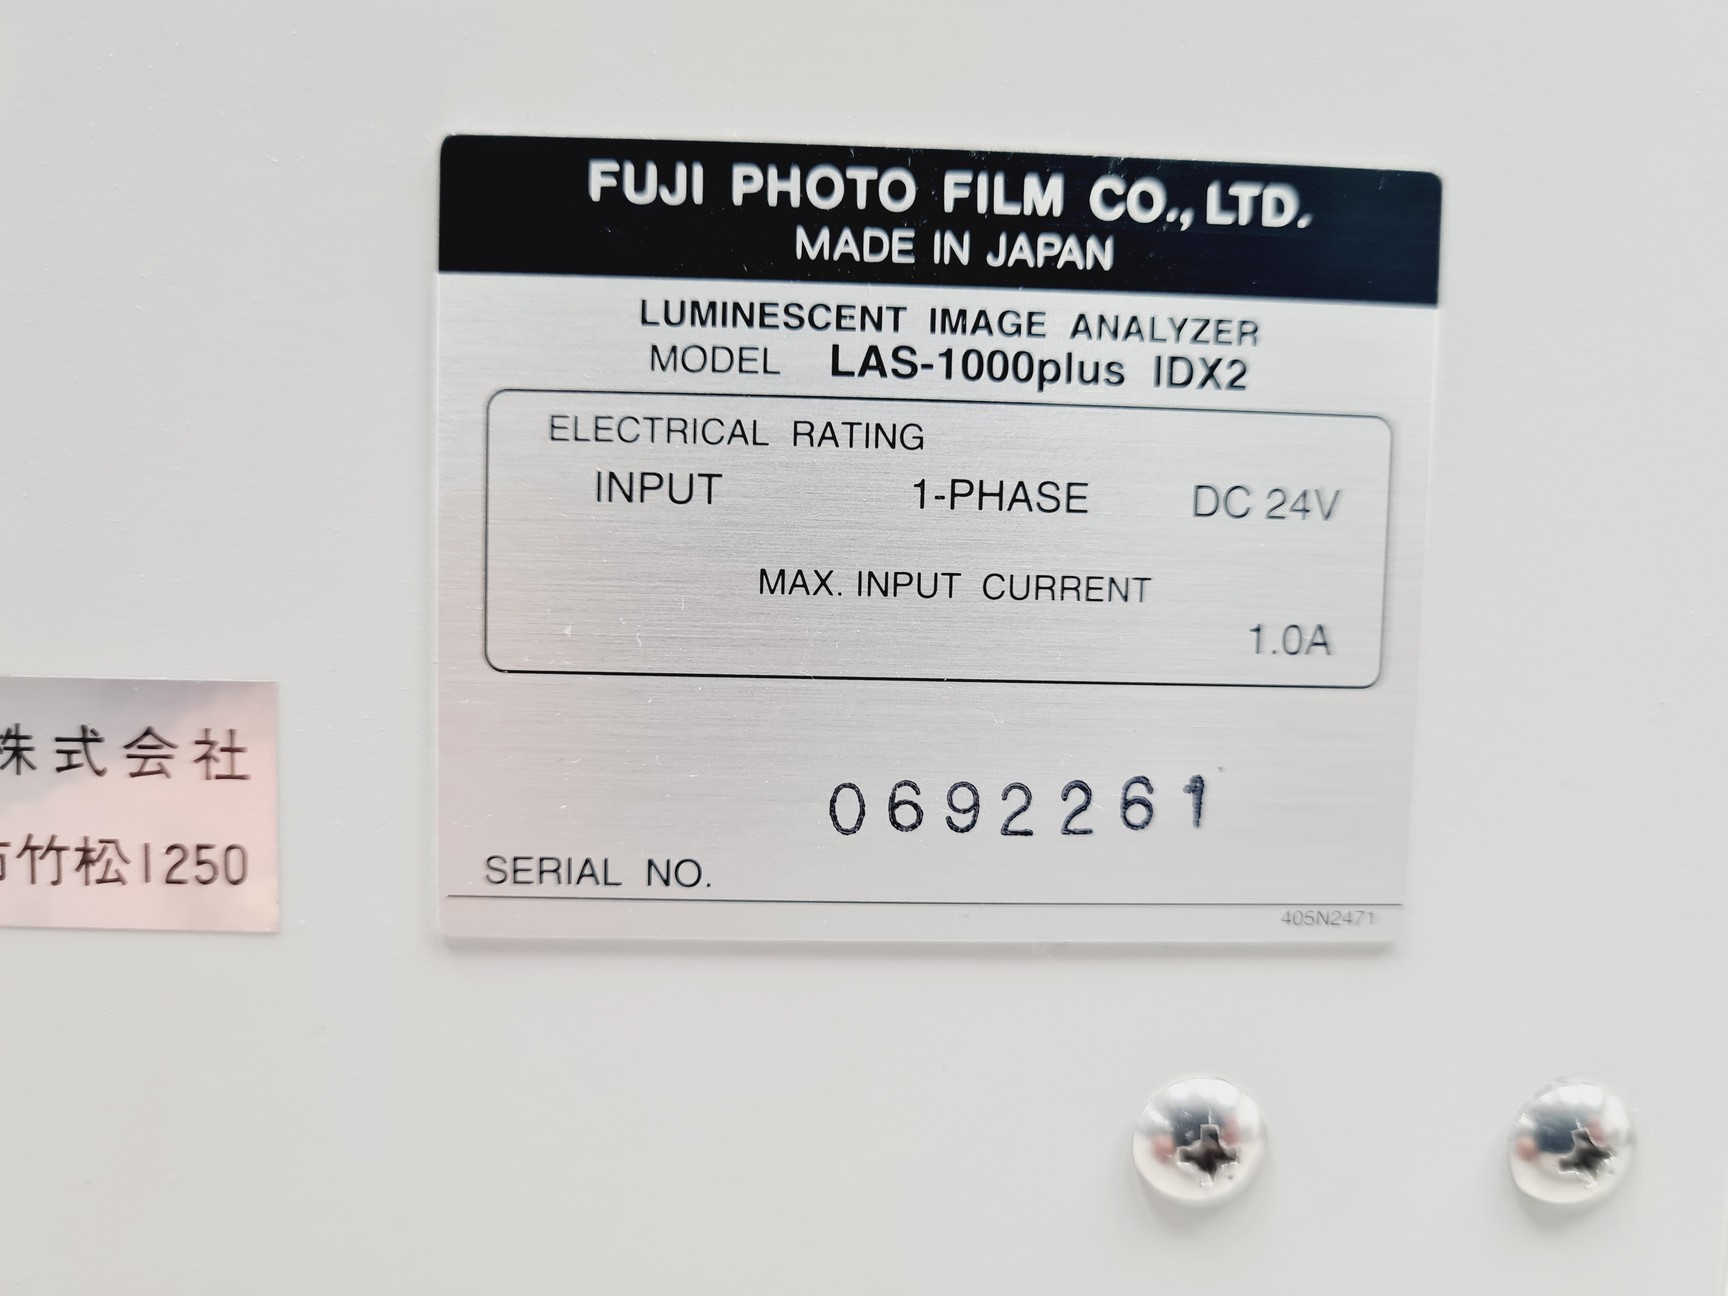 FUJI PHOTO FILM CO., LTD.
MADE IN JAPAN
LUMINESCENT IMAGE ANALYZER
MODEL LAS-1000plus IDX2
ELECTRICAL RATING
INPUT 1-PHASE DC 24V
MAX. INPUT CURRENT
1.0A
0692261
SERIAL NO.
405N2471
株式会社
竹松1250